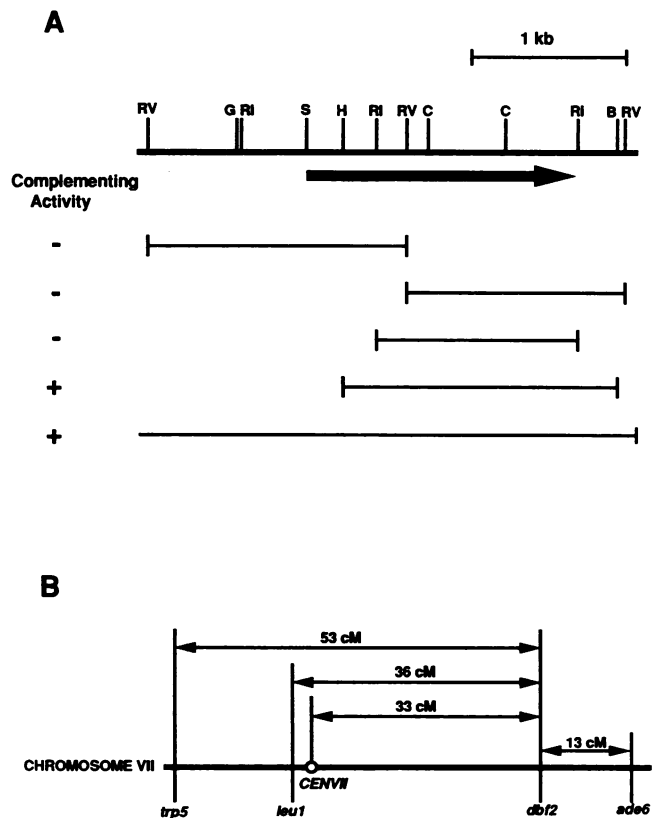 A
1 kb
RV G RI S H RI RV C C RI B RV
Complementing
Activity
-
-
-
+
+
B
53 cM
36 cM
33 cM
13 cM
CHROMOSOME VII
CENVII
trp5 leu1 dbf2 ade6